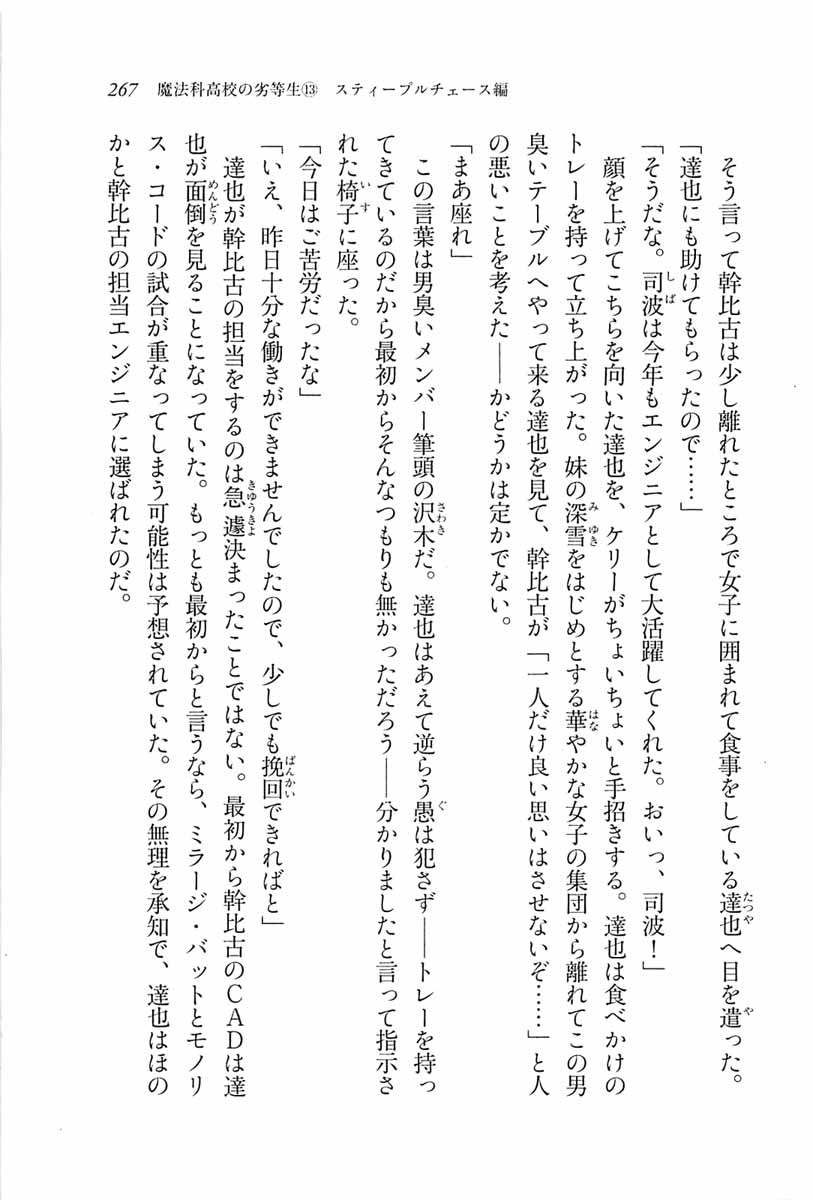 267 魔法科高校の劣等生⑬ スティープルチェース編
　そう言って幹比古は少し離れたところで女子に囲まれて食事をしている達也へ目を遣った。
「達也にも助けてもらったので……」
「そうだな。司波は今年もエンジニアとして大活躍してくれた。おいっ、司波！」
　顔を上げてこちらを向いた達也を、ケリーがちょいちょいと手招きする。達也は食べかけの
トレーを持って立ち上がった。妹の深雪をはじめとする華やかな女子の集団から離れてこの男
臭いテーブルへやって来る達也を見て、幹比古が「一人だけ良い思いはさせないぞ……」と人
の悪いことを考えた——かどうかは定かでない。
「まあ座れ」
　この言葉は男臭いメンバー筆頭の沢木だ。達也はあえて逆らう愚は犯さず——トレーを持っ
てきているのだから最初からそんなつもりも無かっただろう——分かりましたと言って指示さ
れた椅子に座った。
「今日はご苦労だったな」
「いえ、昨日十分な働きができませんでしたので、少しでも挽回できればと」
　達也が幹比古の担当をするのは急遽決まったことではない。最初から幹比古のＣＡＤは達
也が面倒を見ることになっていた。もっとも最初からと言うなら、ミラージ・バットとモノリ
ス・コードの試合が重なってしまう可能性は予想されていた。その無理を承知で、達也はほの
かと幹比古の担当エンジニアに選ばれたのだ。